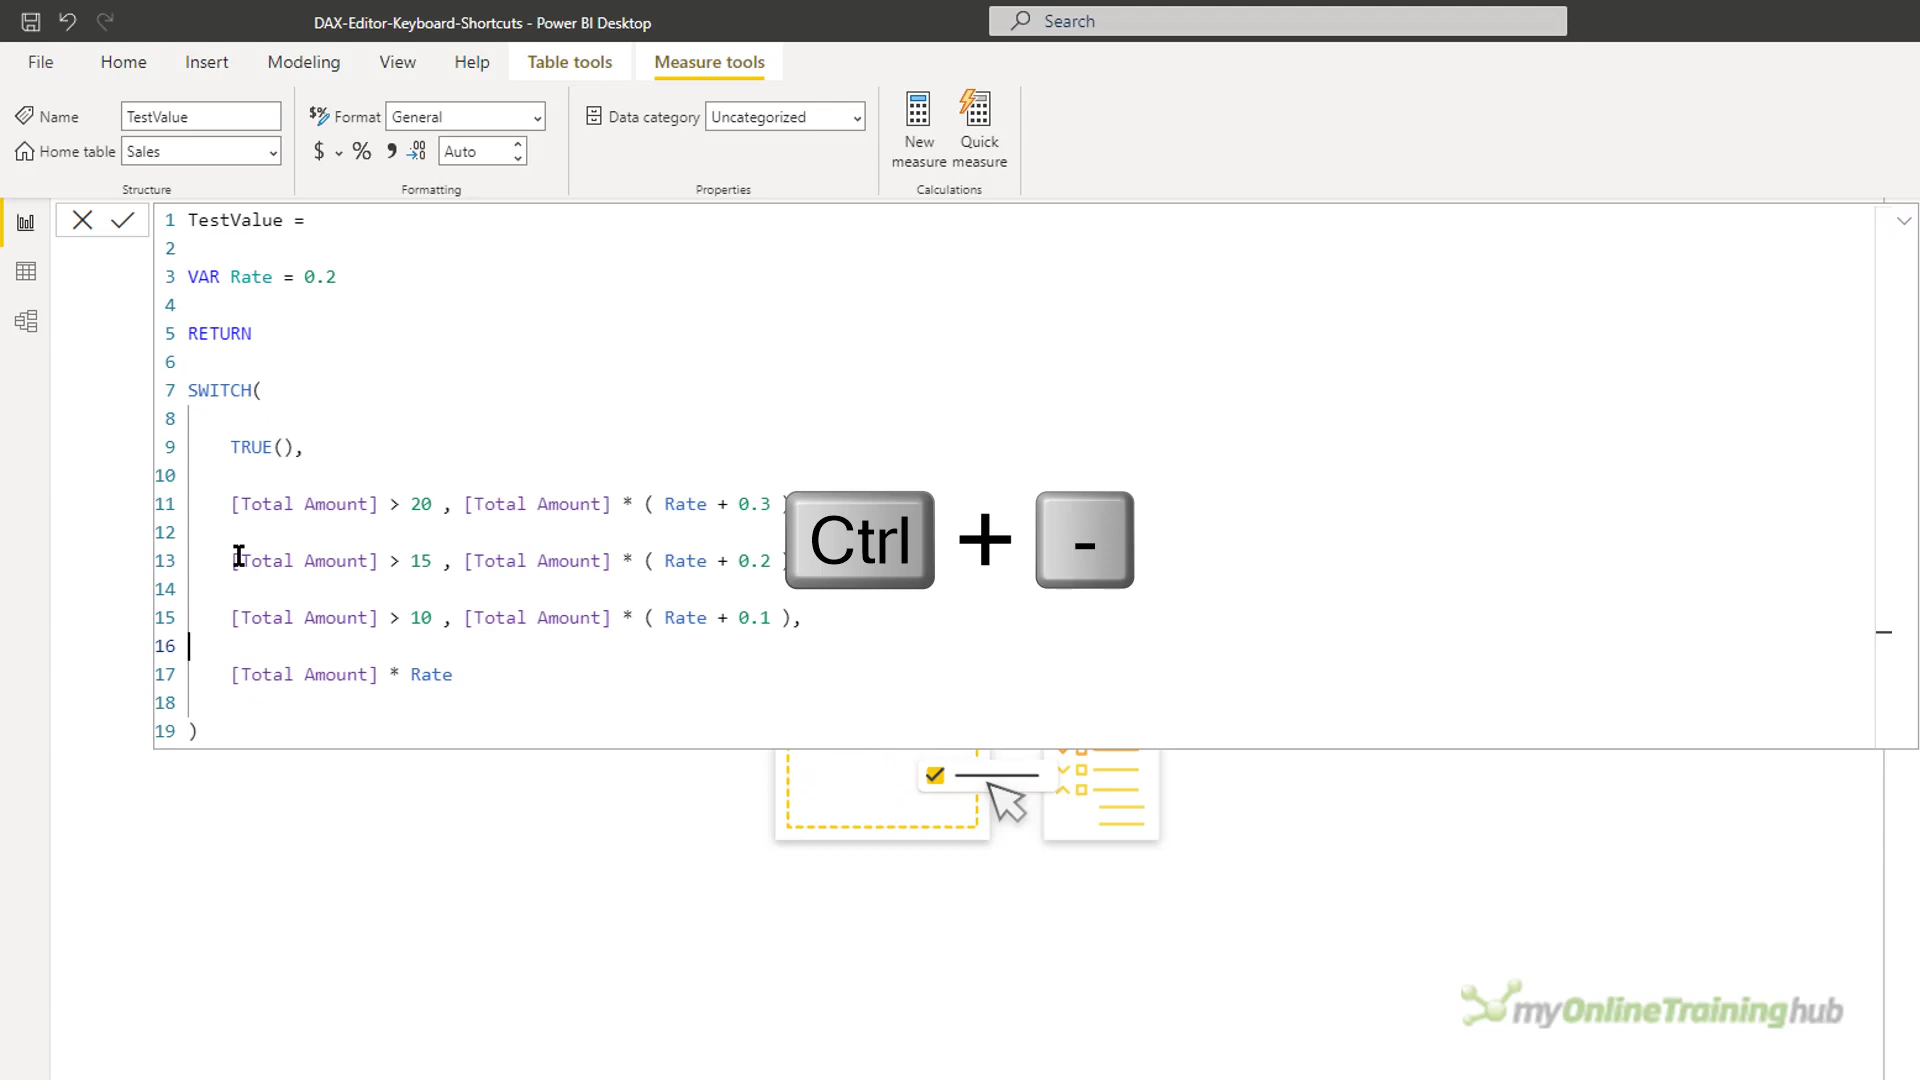 DAX-Editor-Keyboard-Shortcuts - Power BI Desktop
Search
File Home Insert Modeling View Help Table tools Measure tools
Name TestValue
Home table Sales
Structure
$% Format General
$ % , .00 Auto
Formatting
Data category Uncategorized
Properties
New measure
Quick measure
Calculations
1 TestValue =
2
3 VAR Rate = 0.2
4
5 RETURN
6
7 SWITCH(
8
9 TRUE(),
10
11 [Total Amount] > 20 , [Total Amount] * ( Rate + 0.3 )
12
13 [Total Amount] > 15 , [Total Amount] * ( Rate + 0.2 )
14
15 [Total Amount] > 10 , [Total Amount] * ( Rate + 0.1 ),
16
17 [Total Amount] * Rate
18
19 )
Ctrl + -
myOnlineTraininghub